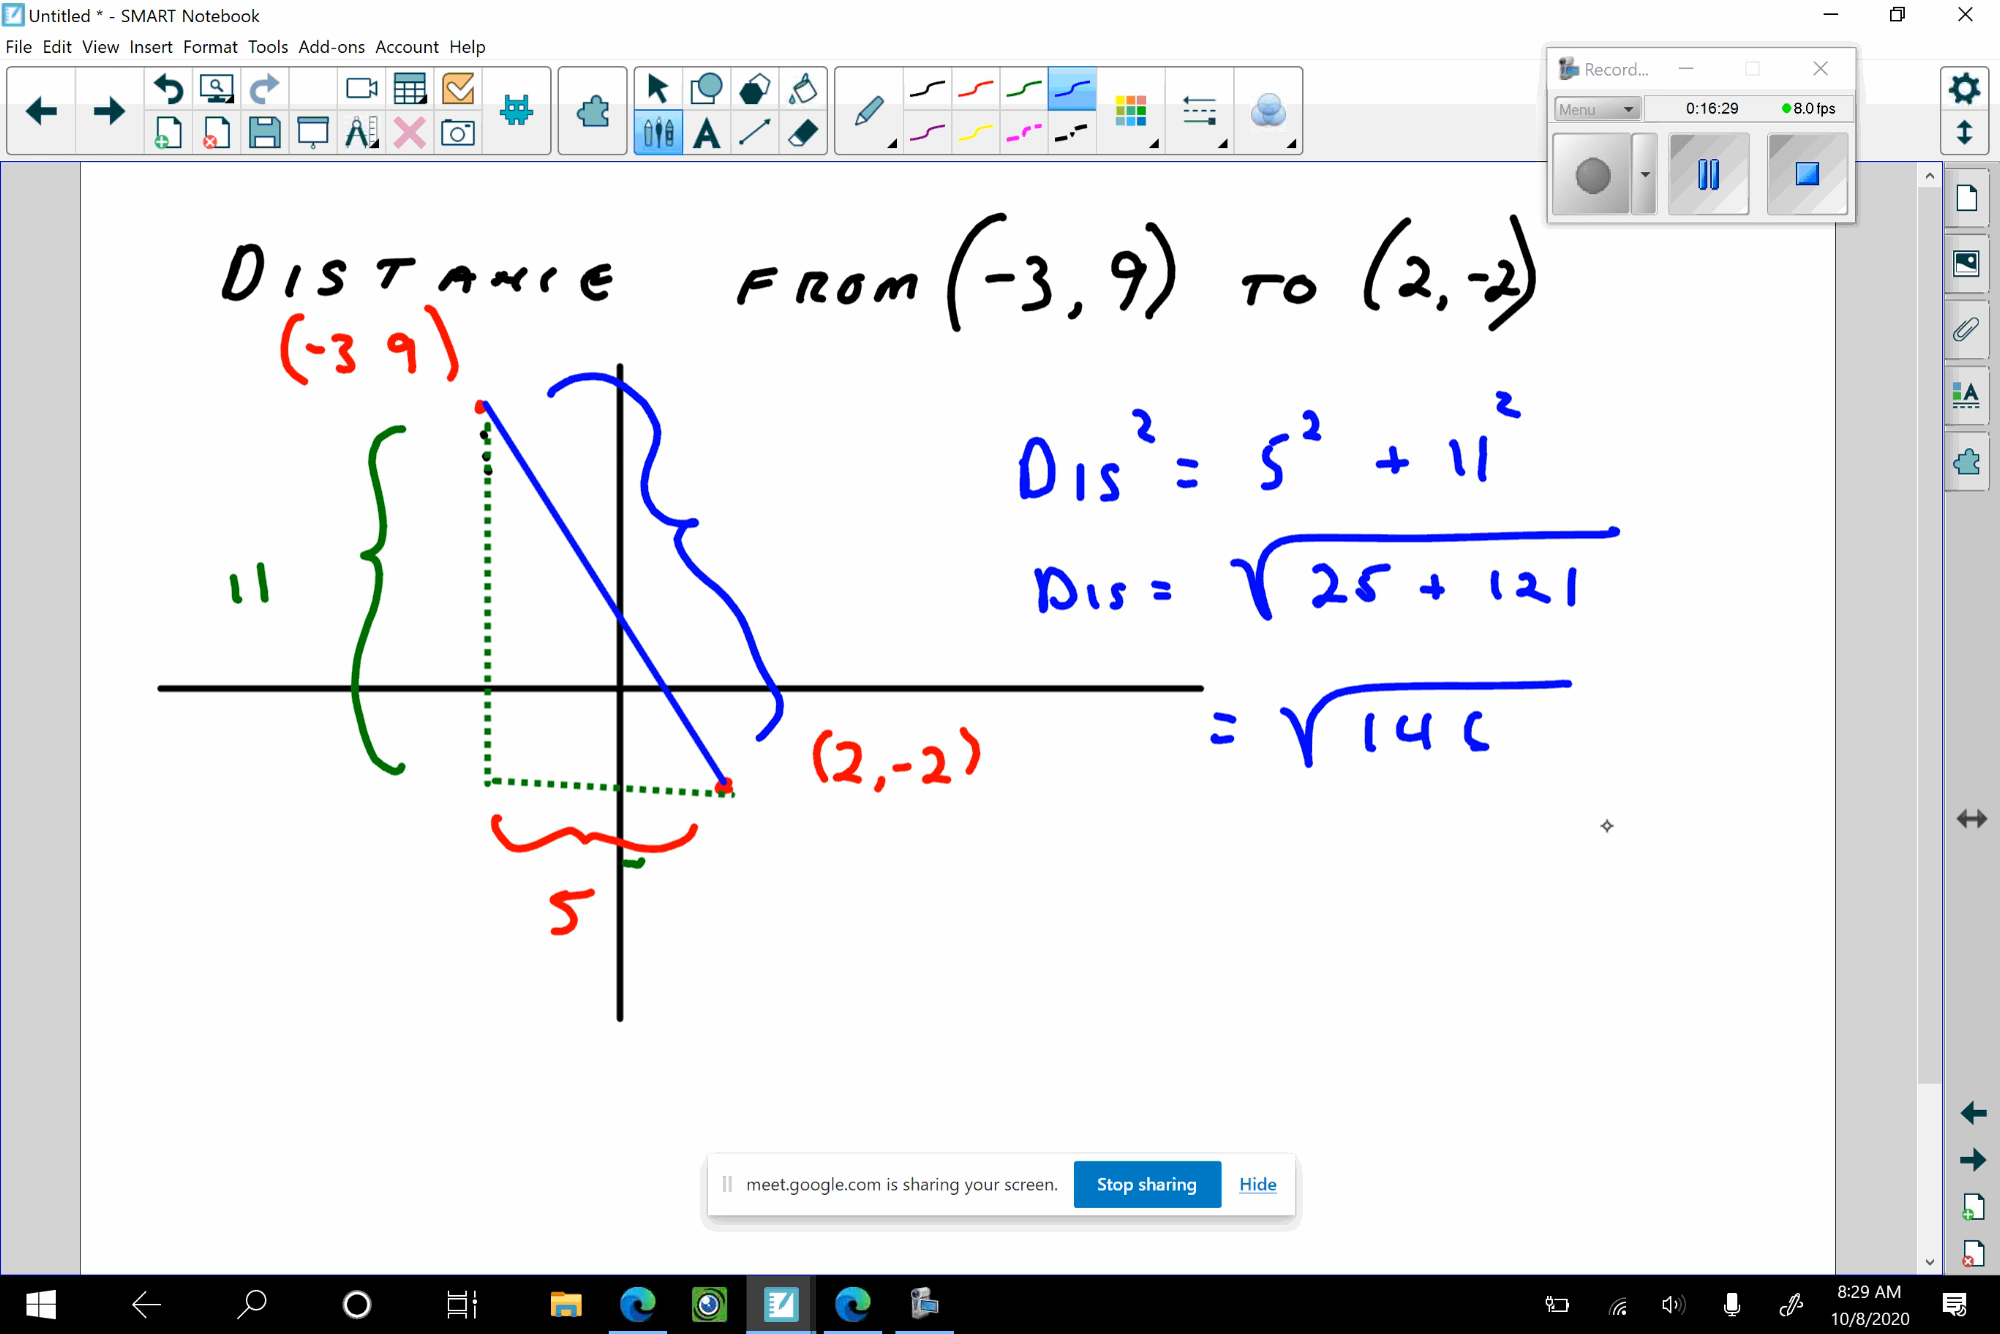 Untitled * - SMART Notebook
File Edit View Insert Format Tools Add-ons Account Help
Record...
Menu 0:16:29 8.0 fps
DISTANCE FROM (-3, 9) TO (2, -2)
(-3 9)
Dis² = 5² + 11²
11
Dis = √25 + 121
= √146
(2, -2)
5
meet.google.com is sharing your screen. Stop sharing Hide
8:29 AM
10/8/2020